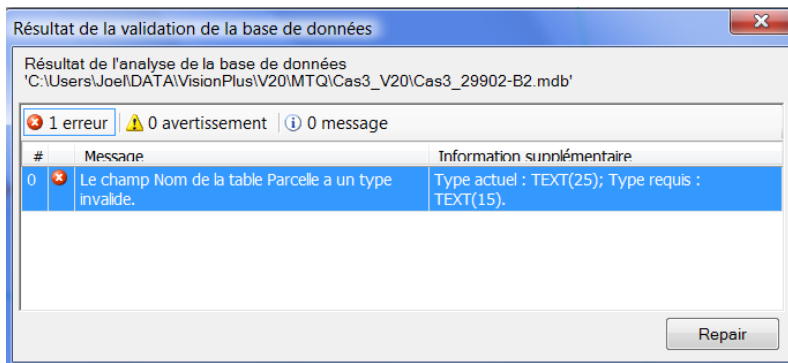 Résultat de la validation de la base de données
Résultat de l'analyse de la base de données
'C:\Users\Joel\DATA\VisionPlus\V20\MTQ\Cas3_V20\Cas3_29902-B2.mdb'
1 erreur 0 avertissement 0 message
# Message Information supplémentaire
0 Le champ Nom de la table Parcelle a un type Type actuel : TEXT(25); Type requis :
invalide. TEXT(15).
Repair